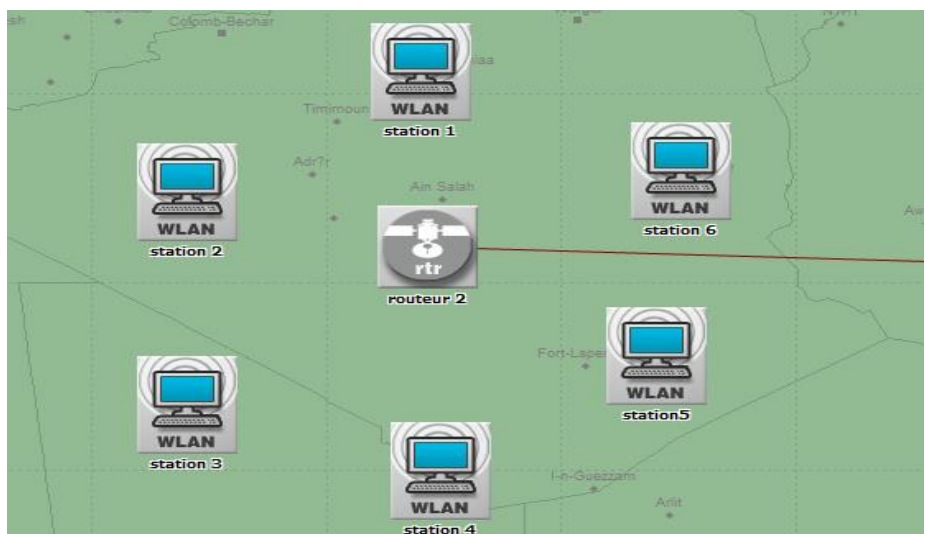 Colomb-Bechar
WLAN
station 1
Timimoun
WLAN
station 6
Adr?r
Ain Salah
WLAN
station 2
rtr
routeur 2
Fort-Laper
WLAN
station5
WLAN
station 3
I-n-Guezzam
Arlit
WLAN
station 4